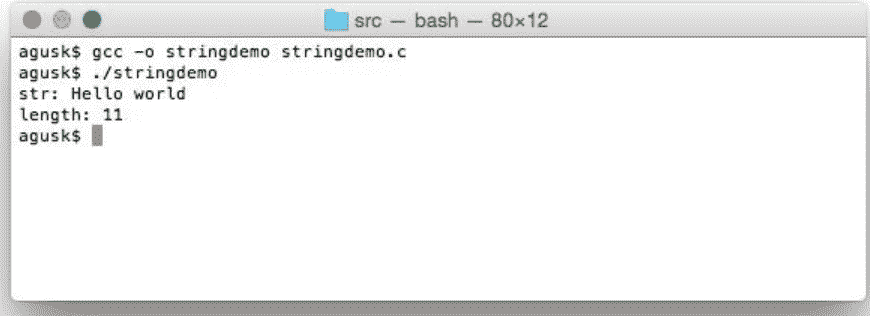 src — bash — 80×12
agusk$ gcc -o stringdemo stringdemo.c
agusk$ ./stringdemo
str: Hello world
length: 11
agusk$